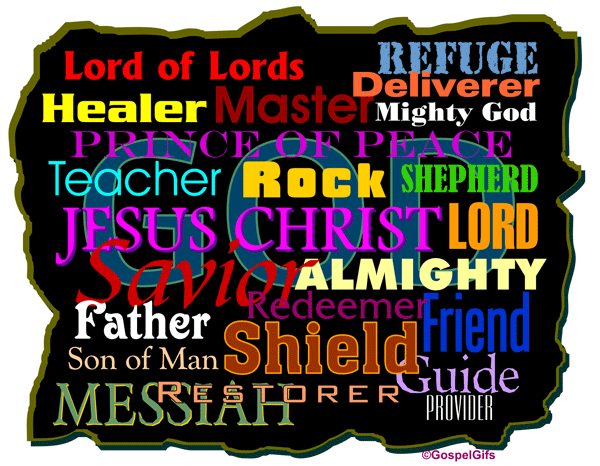 Lord of Lords
REFUGE
Deliverer
Healer
Master
Mighty God
PRINCE OF PEACE
GOD
Teacher
Rock
SHEPHERD
JESUS CHRIST
LORD
Savior
ALMIGHTY
Redeemer
Father
Friend
Son of Man
Shield
Guide
RESTORER
MESSIAH
PROVIDER
©GospelGifs